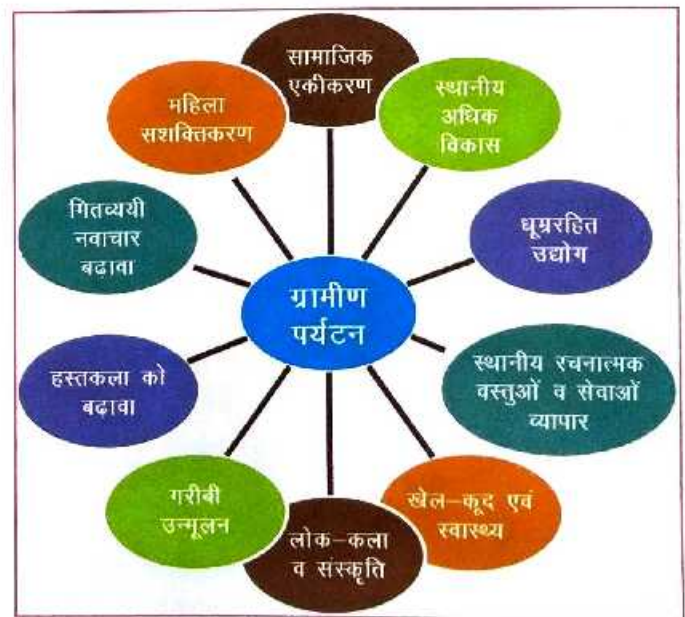 सामाजिक
एकीकरण
स्थानीय
अधिक
विकास
धूम्ररहित
उद्योग
स्थानीय रचनात्मक
वस्तुओं व सेवाओं
व्यापार
खेल-कूद एवं
स्वास्थ्य
लोक-कला
व संस्कृति
गरीबी
उन्मूलन
हस्तकला को
बढ़ावा
गितव्ययी
नवाचार
बढ़ावा
महिला
सशक्तिकरण
ग्रामीण
पर्यटन